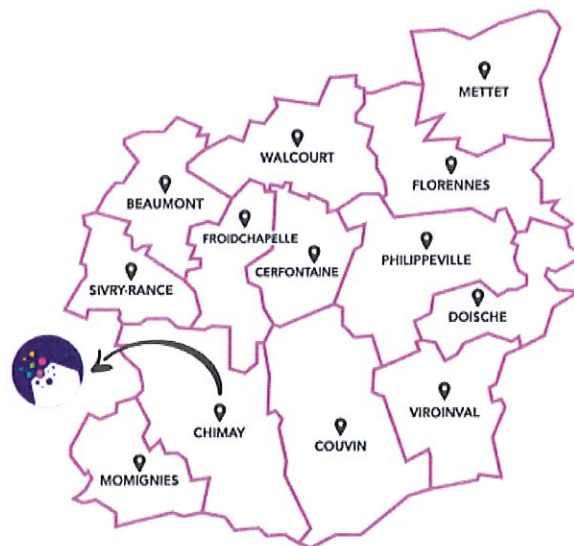 METTET
WALCOURT
FLORENNES
BEAUMONT
FROIDCHAPELLE
PHILIPPEVILLE
CERFONTAINE
SIVRY-RANCE
DOISCHE
VIROINVAL
CHIMAY
COUVIN
MOMIGNIES